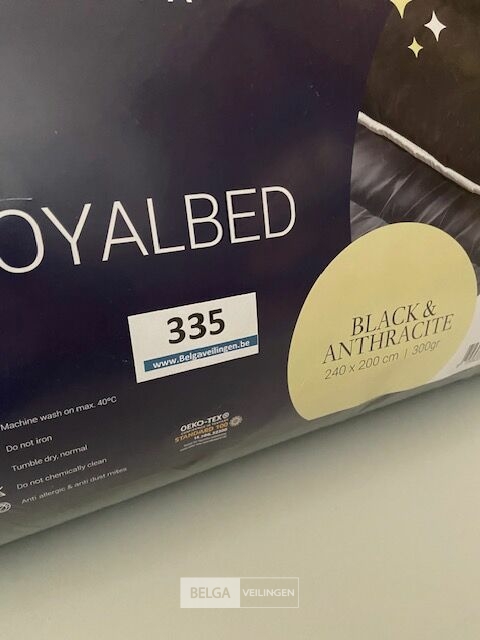 OYALBED
335
www.Belgaveilingen.be
BLACK &
ANTHRACITE
240 x 200 cm | 300gr
Machine wash on max. 40°C
Do not iron
Tumble dry, normal
Do not chemically clean
Anti allergic & anti dust mites
OEKO-TEX®
STANDARD 100
BELGA VEILINGEN